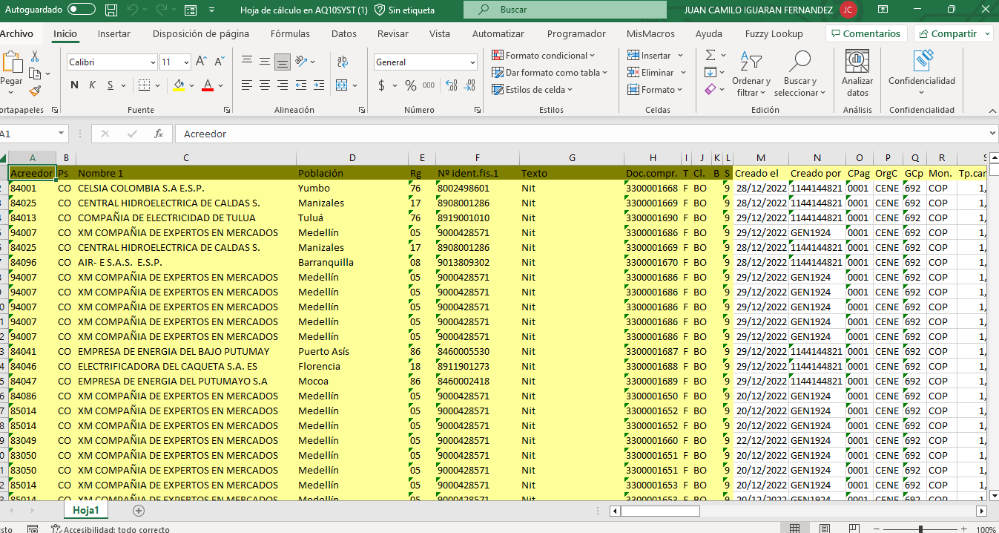 Autoguardado Hoja de cálculo en AQ10SYST (1) Sin etiqueta Buscar JUAN CAMILO IGUARAN FERNANDEZ JC
Archivo Inicio Insertar Disposición de página Fórmulas Datos Revisar Vista Automatizar Programador MisMacros Ayuda Fuzzy Lookup Comentarios Compartir
Pegar
Calibri 11
N K S
ab
General
$ % 000
Formato condicional
Dar formato como tabla
Estilos de celda
Insertar
Eliminar
Formato
Ordenar y
filtrar
Buscar y
seleccionar
Analizar
datos
Confidencialidad
ortapapeles Fuente Alineación Número Estilos Celdas Edición Análisis Confidencialidad
A1 fx Acreedor
A B C D E F G H I J K L M N O P Q R S
Acreedor Ps Nombre 1 Población Rg Nº ident.fis.1 Texto Doc.compr. T Cl. B S Creado el Creado por CPag OrgC GCp Mon. Tp.car
2 84001 CO CELSIA COLOMBIA S.A E.S.P. Yumbo 76 8002498601 Nit 3300001668 F BO 9 28/12/2022 1144144821 0001 CENE 692 COP 1,
3 84025 CO CENTRAL HIDROELECTRICA DE CALDAS S. Manizales 17 8908001286 Nit 3300001669 F BO 9 28/12/2022 1144144821 0001 CENE 692 COP 1,
4 84013 CO COMPAÑIA DE ELECTRICIDAD DE TULUA Tuluá 76 8919001010 Nit 3300001690 F BO 9 29/12/2022 1144144821 0001 CENE 692 COP 1,
5 94007 CO XM COMPAÑIA DE EXPERTOS EN MERCADOS Medellín 05 9000428571 Nit 3300001686 F BO 9 29/12/2022 GEN1924 0001 CENE 692 COP 1,
6 84025 CO CENTRAL HIDROELECTRICA DE CALDAS S. Manizales 17 8908001286 Nit 3300001669 F BO 9 28/12/2022 1144144821 0001 CENE 692 COP 1,
7 84096 CO AIR- E S.A.S. E.S.P. Barranquilla 08 9013809302 Nit 3300001670 F BO 9 28/12/2022 1144144821 0001 CENE 692 COP 1,
8 94007 CO XM COMPAÑIA DE EXPERTOS EN MERCADOS Medellín 05 9000428571 Nit 3300001686 F BO 9 29/12/2022 GEN1924 0001 CENE 692 COP 1,
9 94007 CO XM COMPAÑIA DE EXPERTOS EN MERCADOS Medellín 05 9000428571 Nit 3300001686 F BO 9 29/12/2022 GEN1924 0001 CENE 692 COP 1,
0 94007 CO XM COMPAÑIA DE EXPERTOS EN MERCADOS Medellín 05 9000428571 Nit 3300001686 F BO 9 29/12/2022 GEN1924 0001 CENE 692 COP 1,
1 94007 CO XM COMPAÑIA DE EXPERTOS EN MERCADOS Medellín 05 9000428571 Nit 3300001686 F BO 9 29/12/2022 GEN1924 0001 CENE 692 COP 1,
2 94007 CO XM COMPAÑIA DE EXPERTOS EN MERCADOS Medellín 05 9000428571 Nit 3300001686 F BO 9 29/12/2022 GEN1924 0001 CENE 692 COP 1,
3 84041 CO EMPRESA DE ENERGIA DEL BAJO PUTUMAY Puerto Asís 86 8460005530 Nit 3300001687 F BO 9 29/12/2022 1144144821 0001 CENE 692 COP 1,
4 84046 CO ELECTRIFICADORA DEL CAQUETA S.A. ES Florencia 18 8911901273 Nit 3300001688 F BO 9 29/12/2022 1144144821 0001 CENE 692 COP 1,
5 84047 CO EMPRESA DE ENERGIA DEL PUTUMAYO S.A Mocoa 86 8460002418 Nit 3300001689 F BO 9 29/12/2022 1144144821 0001 CENE 692 COP 1,
6 84086 CO XM COMPAÑIA DE EXPERTOS EN MERCADOS Medellín 05 9000428571 Nit 3300001650 F BO 9 20/12/2022 GEN1924 0001 CENE 692 COP 1,
7 85014 CO XM COMPAÑIA DE EXPERTOS EN MERCADOS Medellín 05 9000428571 Nit 3300001652 F BO 9 20/12/2022 GEN1924 0001 CENE 692 COP 1,
8 85014 CO XM COMPAÑIA DE EXPERTOS EN MERCADOS Medellín 05 9000428571 Nit 3300001652 F BO 9 20/12/2022 GEN1924 0001 CENE 692 COP 1,
9 83049 CO XM COMPAÑIA DE EXPERTOS EN MERCADOS Medellín 05 9000428571 Nit 3300001660 F BO 9 22/12/2022 GEN1924 0001 CENE 692 COP 1,
0 83050 CO XM COMPAÑIA DE EXPERTOS EN MERCADOS Medellín 05 9000428571 Nit 3300001651 F BO 9 20/12/2022 GEN1924 0001 CENE 692 COP 1,
1 83050 CO XM COMPAÑIA DE EXPERTOS EN MERCADOS Medellín 05 9000428571 Nit 3300001651 F BO 9 20/12/2022 GEN1924 0001 CENE 692 COP 1,
2 85014 CO XM COMPAÑIA DE EXPERTOS EN MERCADOS Medellín 05 9000428571 Nit 3300001653 F BO 9 20/12/2022 GEN1924 0001 CENE 692 COP 1,
3 85014 CO XM COMPAÑIA DE EXPERTOS EN MERCADOS Medellín 05 9000428571 Nit 3300001653 F BO 9 20/12/2022 GEN1924 0001 CENE 692 COP 1,
Hoja1
sto Accesibilidad: todo correcto 100%